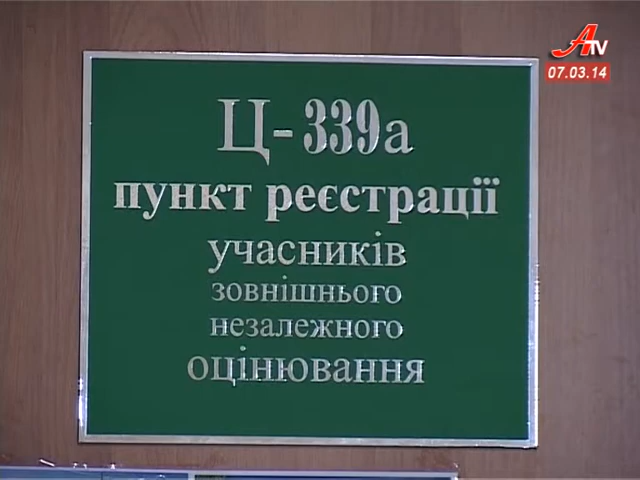 ATV
07.03.14
Ц-339а
пункт реєстрації
учасників
зовнішнього
незалежного
оцінювання